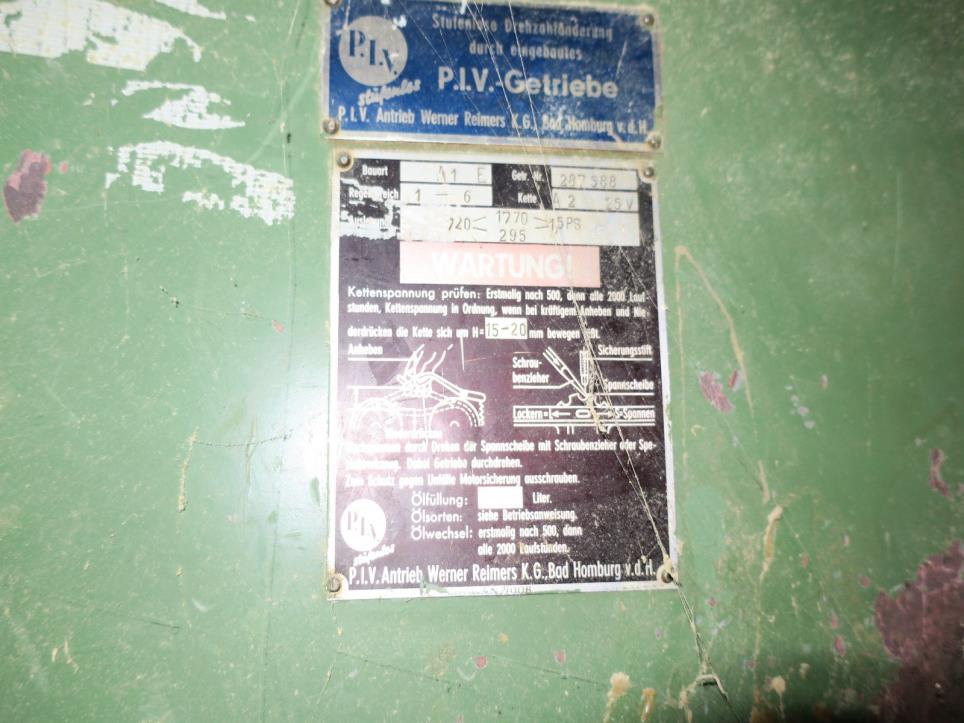 P.I.V.
stufenlos
Stufenlose Drehzahländerung
durch eingebautes
P.I.V.-Getriebe
P.I.V. Antrieb Werner Reimers K.G., Bad Homburg v.d.H.
Bauart A1 E Getr. Nr. 287388
Regelbereich 1 - 6 Kette A2 25V
720 < 1770 > 1,5PS
295
WARTUNG!
Kettenspannung prüfen: Erstmalig nach 500, dann alle 2000 Lauf-
stunden, Kettenspannung in Ordnung, wenn bei kräftigem Anheben und Nie-
derdrücken die Kette sich um H= 15-20 mm bewegen läßt.
Anheben
Schrau-
benzieher
Sicherungsstift
Spannscheibe
Lockern= S=Spannen
durch Drehen der Spannscheibe mit Schraubenzieher oder Spe-
Dabei Getriebe durchdrehen.
Zum Schutz gegen Unfälle Motorsicherung ausschrauben.
Ölfüllung: Liter.
Ölsorten: siehe Betriebsanweisung.
Ölwechsel: erstmalig nach 500, dann
alle 2000 Laufstunden.
P.I.V.
stufenlos
P.I.V. Antrieb Werner Reimers K.G., Bad Homburg v.d.H.